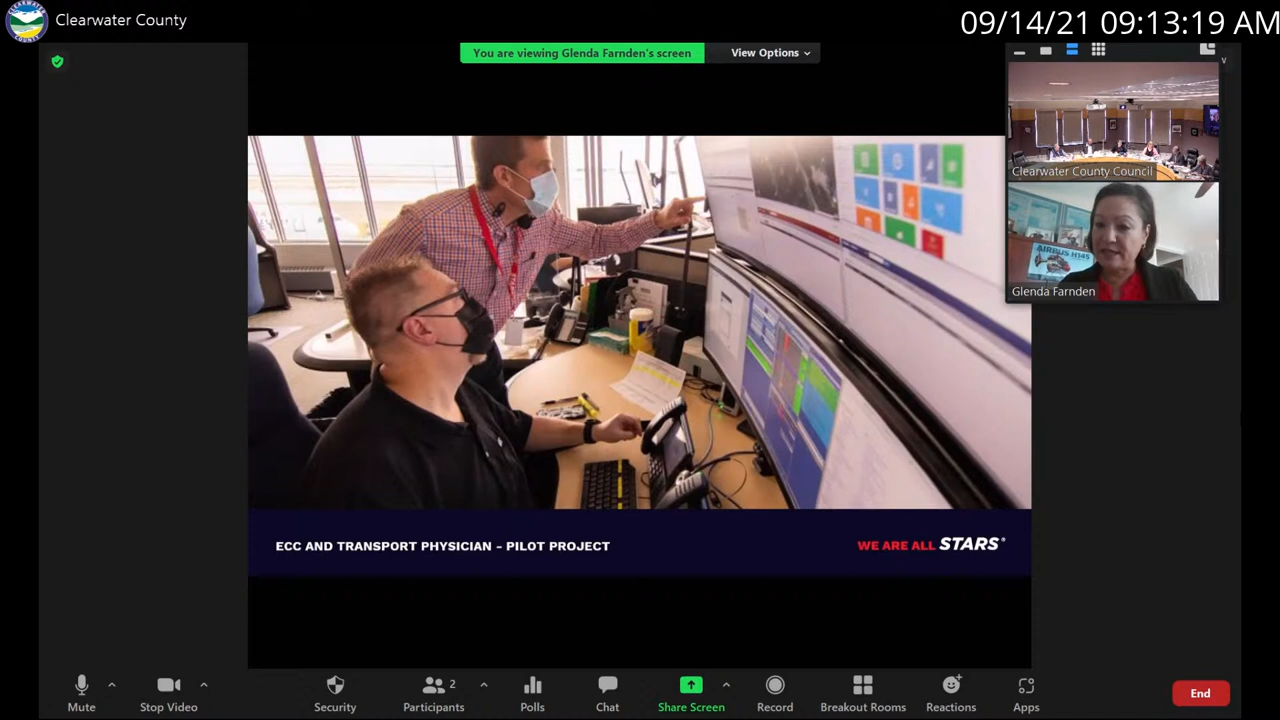 Clearwater County
09/14/21 09:13:19 AM
You are viewing Glenda Farnden's screen
View Options
Clearwater County Council
AIRBUS H145
Glenda Farnden
ECC AND TRANSPORT PHYSICIAN - PILOT PROJECT
WE ARE ALL STARS®
Mute
Stop Video
Security
Participants
2
Polls
Chat
Share Screen
Record
Breakout Rooms
Reactions
Apps
End